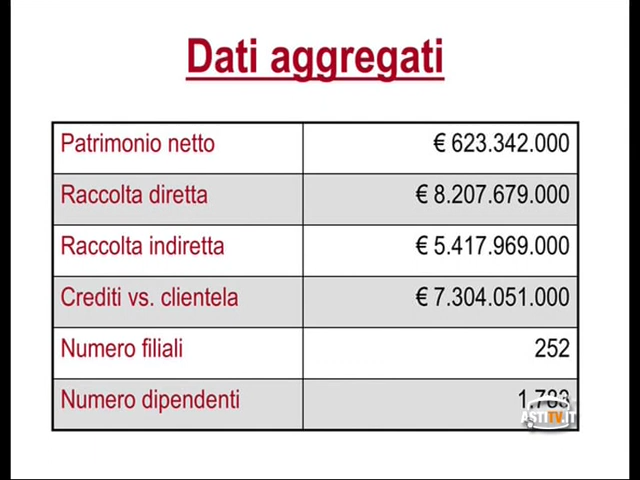 Dati aggregati
Patrimonio netto € 623.342.000
Raccolta diretta € 8.207.679.000
Raccolta indiretta € 5.417.969.000
Crediti vs. clientela € 7.304.051.000
Numero filiali 252
Numero dipendenti
ASTITV.IT